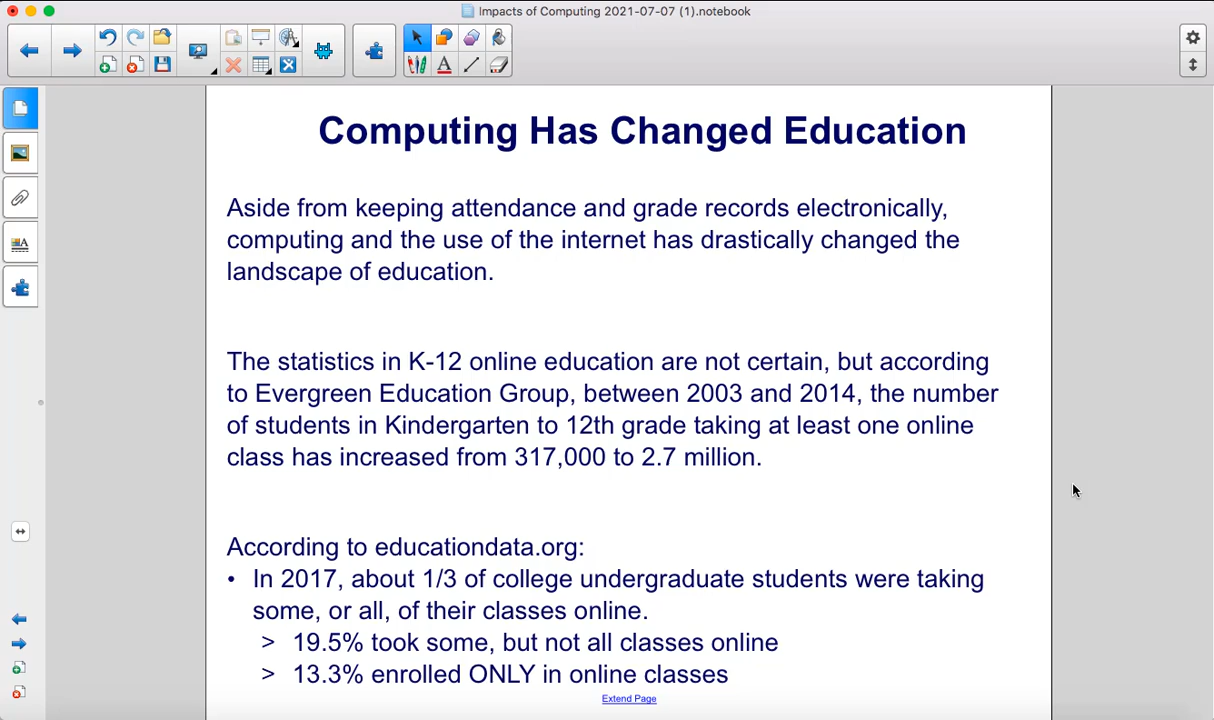 Impacts of Computing 2021-07-07 (1).notebook
Computing Has Changed Education
Aside from keeping attendance and grade records electronically,
computing and the use of the internet has drastically changed the
landscape of education.
The statistics in K-12 online education are not certain, but according
to Evergreen Education Group, between 2003 and 2014, the number
of students in Kindergarten to 12th grade taking at least one online
class has increased from 317,000 to 2.7 million.
According to educationdata.org:
• In 2017, about 1/3 of college undergraduate students were taking
some, or all, of their classes online.
> 19.5% took some, but not all classes online
> 13.3% enrolled ONLY in online classes
Extend Page